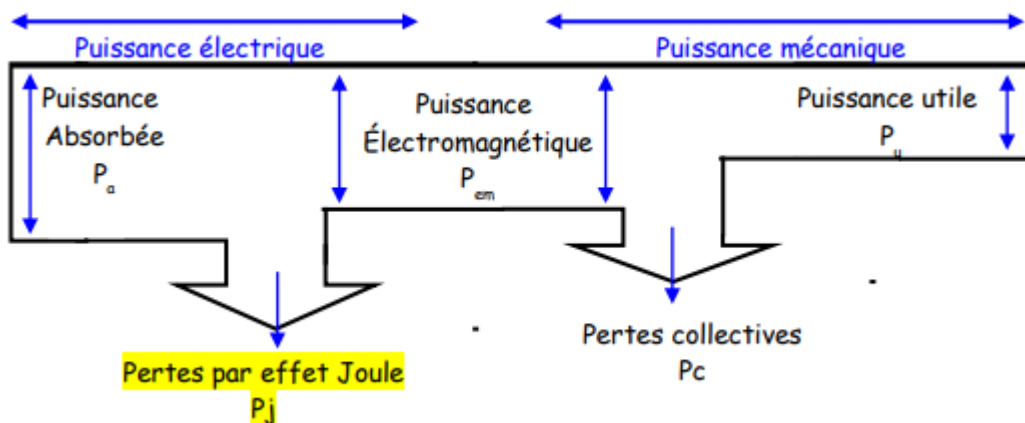 Puissance électrique
Puissance mécanique
Puissance
Absorbée
Pa
Puissance
Électromagnétique
Pem
Puissance utile
Pu
Pertes collectives
Pc
Pertes par effet Joule
Pj